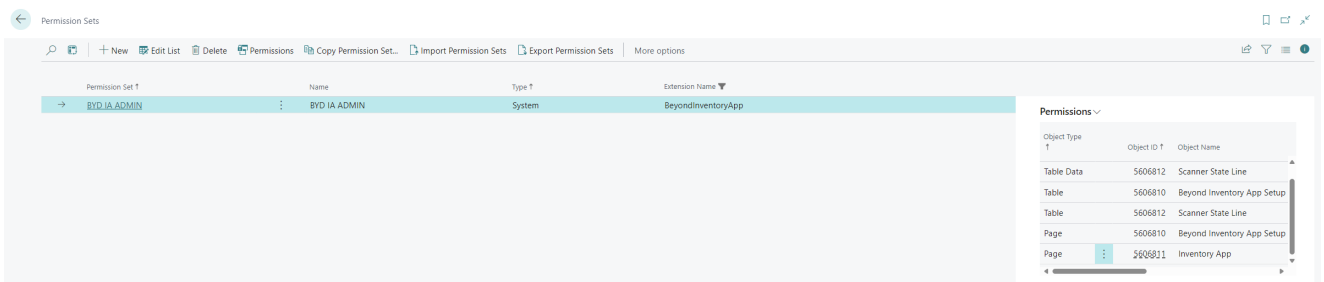 Permission Sets
New Edit List Delete Permissions Copy Permission Set... Import Permission Sets Export Permission Sets More options
Permission Set ↑ Name Type ↑ Extension Name
BYD IA ADMIN BYD IA ADMIN System BeyondInventoryApp
Permissions
Object Type ↑ Object ID ↑ Object Name
Table Data 5606812 Scanner State Line
Table 5606810 Beyond Inventory App Setup
Table 5606812 Scanner State Line
Page 5606810 Beyond Inventory App Setup
Page 5606811 Inventory App